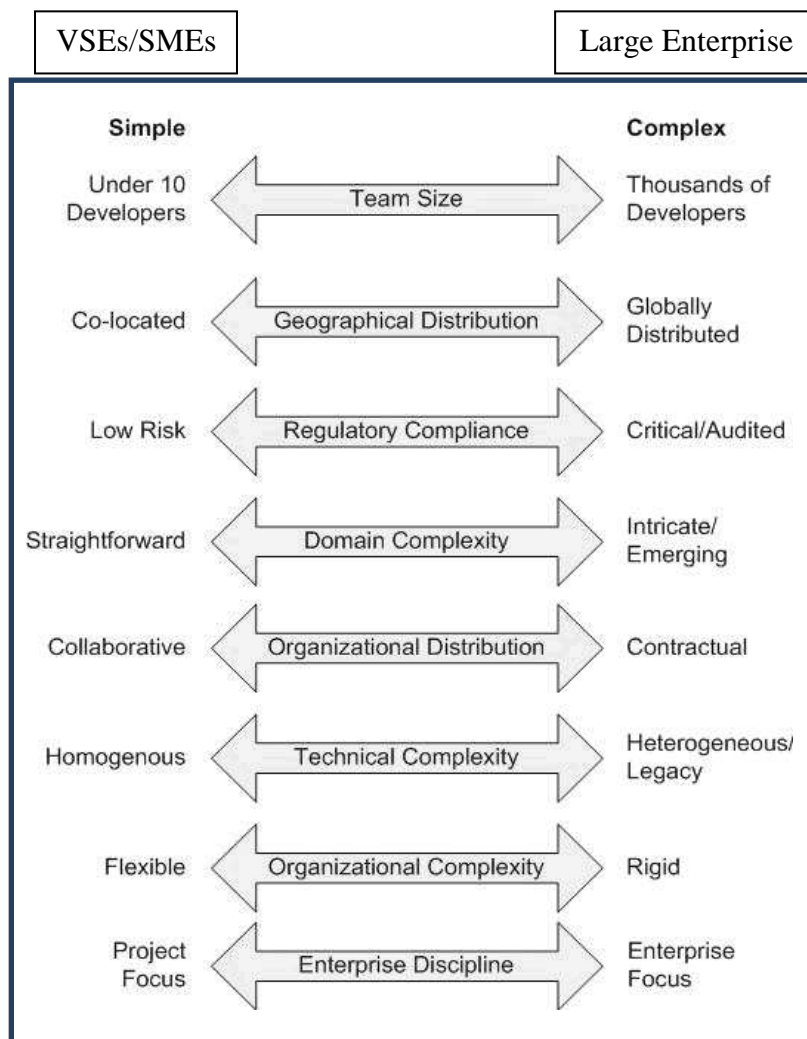 VSEs/SMEs
Large Enterprise
Simple
Complex
Under 10
Developers
Team Size
Thousands of
Developers
Co-located
Geographical Distribution
Globally
Distributed
Low Risk
Regulatory Compliance
Critical/Audited
Straightforward
Domain Complexity
Intricate/
Emerging
Collaborative
Organizational Distribution
Contractual
Homogenous
Technical Complexity
Heterogeneous/
Legacy
Flexible
Organizational Complexity
Rigid
Project
Focus
Enterprise Discipline
Enterprise
Focus